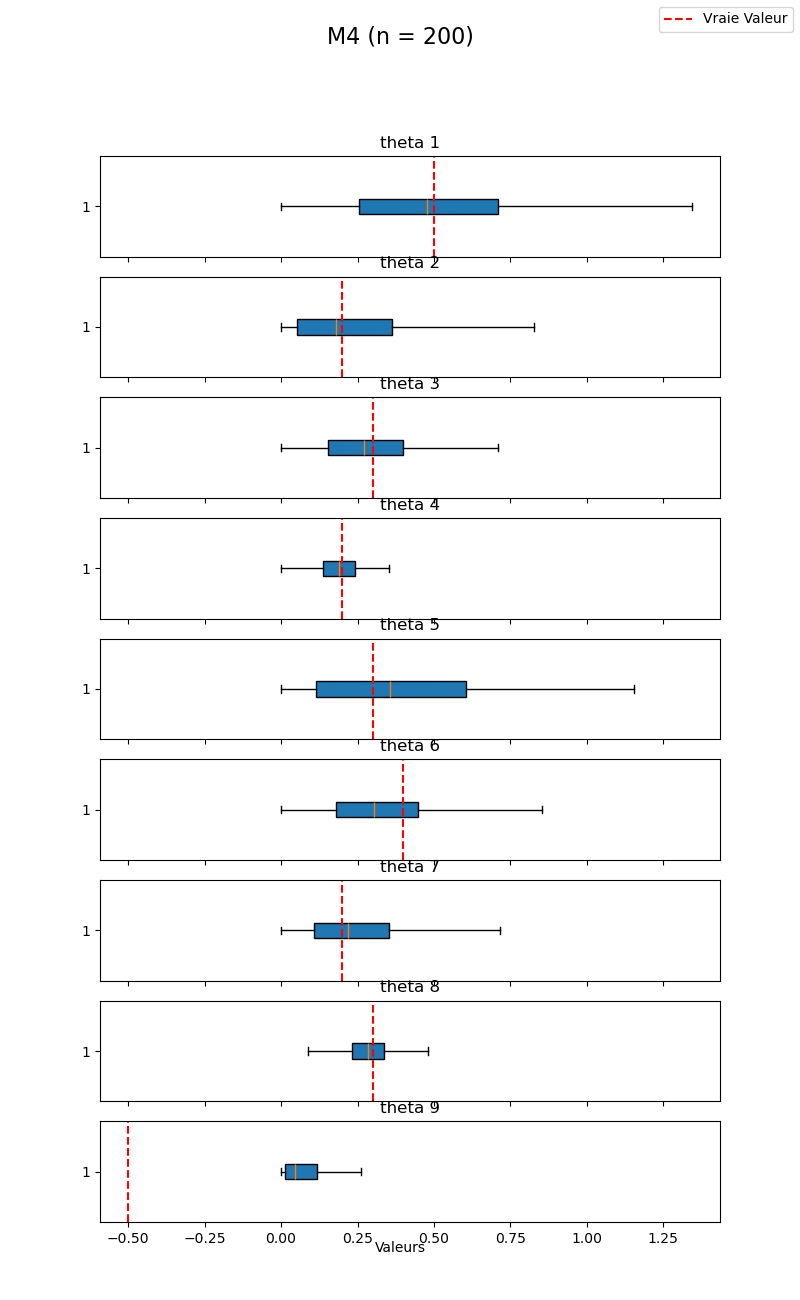 Vraie Valeur
M4 (n = 200)
theta 1
1
theta 2
1
theta 3
1
theta 4
1
theta 5
1
theta 6
1
theta 7
1
theta 8
1
theta 9
1
−0.50 −0.25 0.00 0.25 0.50 0.75 1.00 1.25
Valeurs